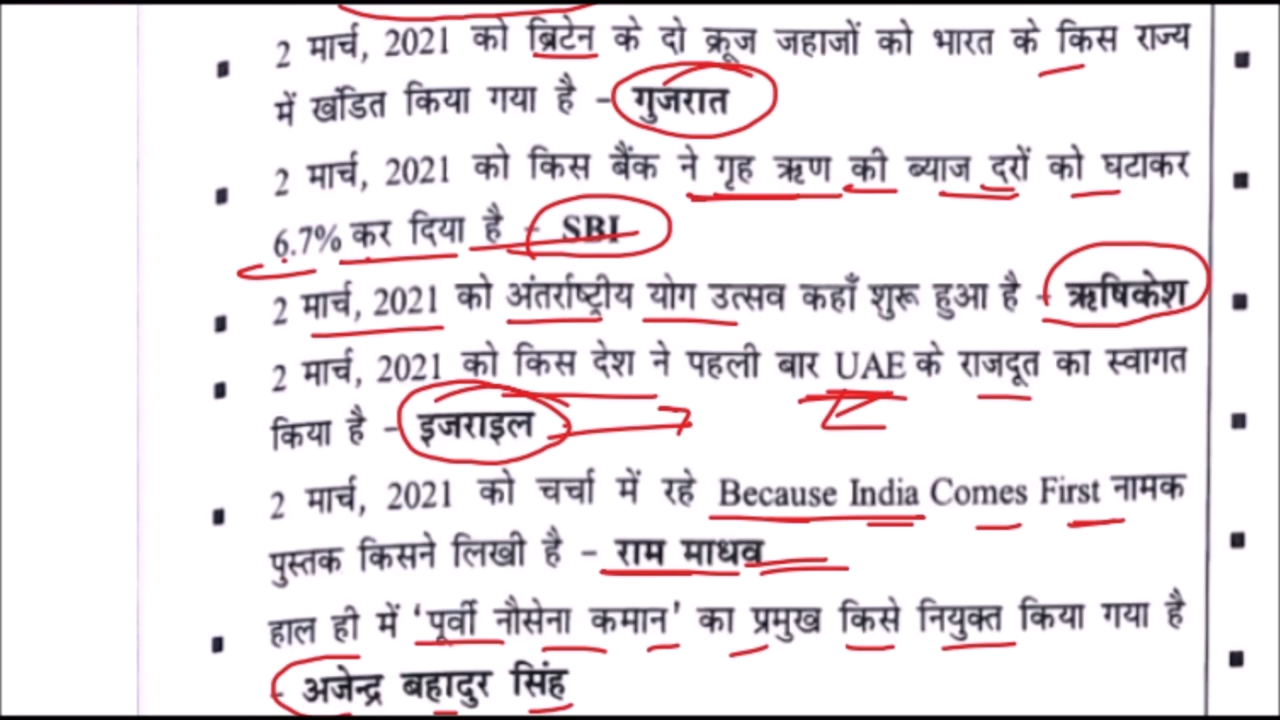 2 मार्च, 2021 को ब्रिटेन के दो क्रूज जहाजों को भारत के किस राज्य
में खंडित किया गया है - गुजरात
2 मार्च, 2021 को किस बैंक ने गृह ऋण की ब्याज दरों को घटाकर
6.7% कर दिया है - SBI
2 मार्च, 2021 को अंतर्राष्ट्रीय योग उत्सव कहाँ शुरू हुआ है - ऋषिकेश
2 मार्च, 2021 को किस देश ने पहली बार UAE के राजदूत का स्वागत
किया है - इजराइल
2 मार्च, 2021 को चर्चा में रहे Because India Comes First नामक
पुस्तक किसने लिखी है - राम माधव
हाल ही में 'पूर्वी नौसेना कमान' का प्रमुख किसे नियुक्त किया गया है
- अजेन्द्र बहादुर सिंह